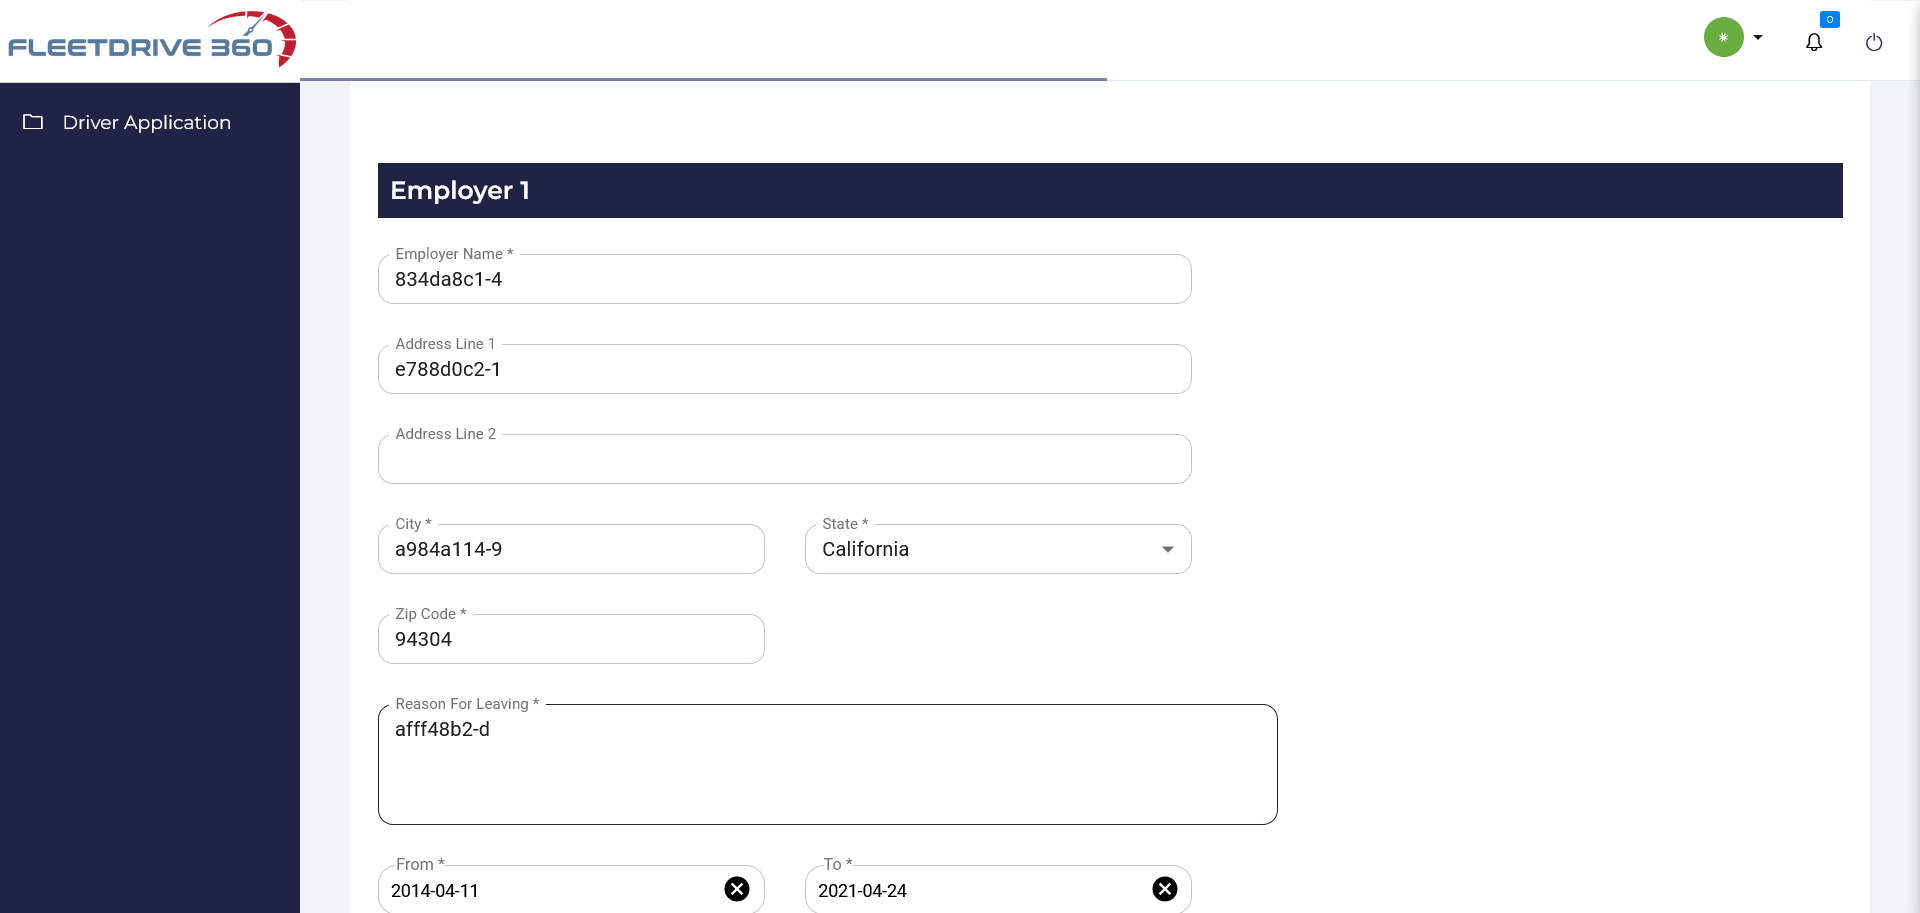 FLEETDRIVE 360
0
Driver Application
Employer 1
Employer Name *
834da8c1-4
Address Line 1
e788d0c2-1
Address Line 2
City *
a984a114-9
State *
California
Zip Code *
94304
Reason For Leaving *
afff48b2-d
From *
2014-04-11
To *
2021-04-24